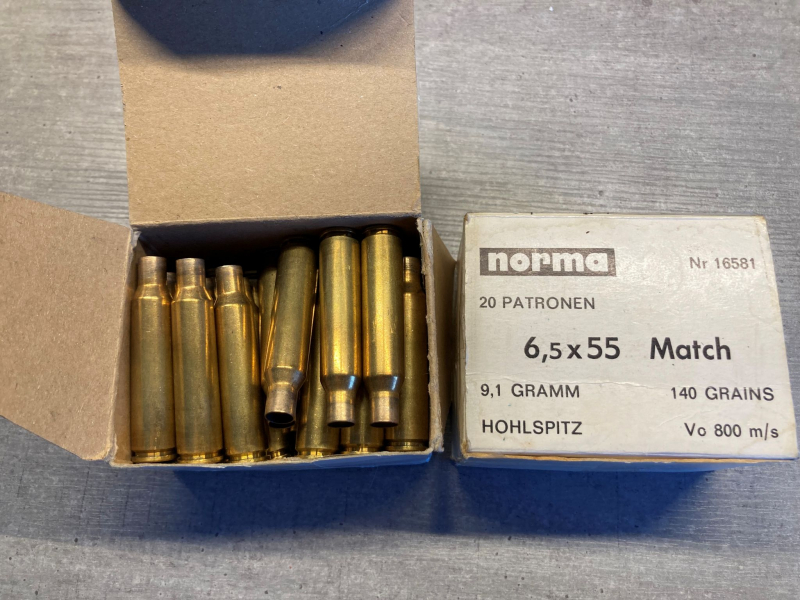 norma
Nr 16581
20 PATRONEN
6,5x55 Match
9,1 GRAMM 140 GRAINS
HOHLSPITZ Vo 800 m/s